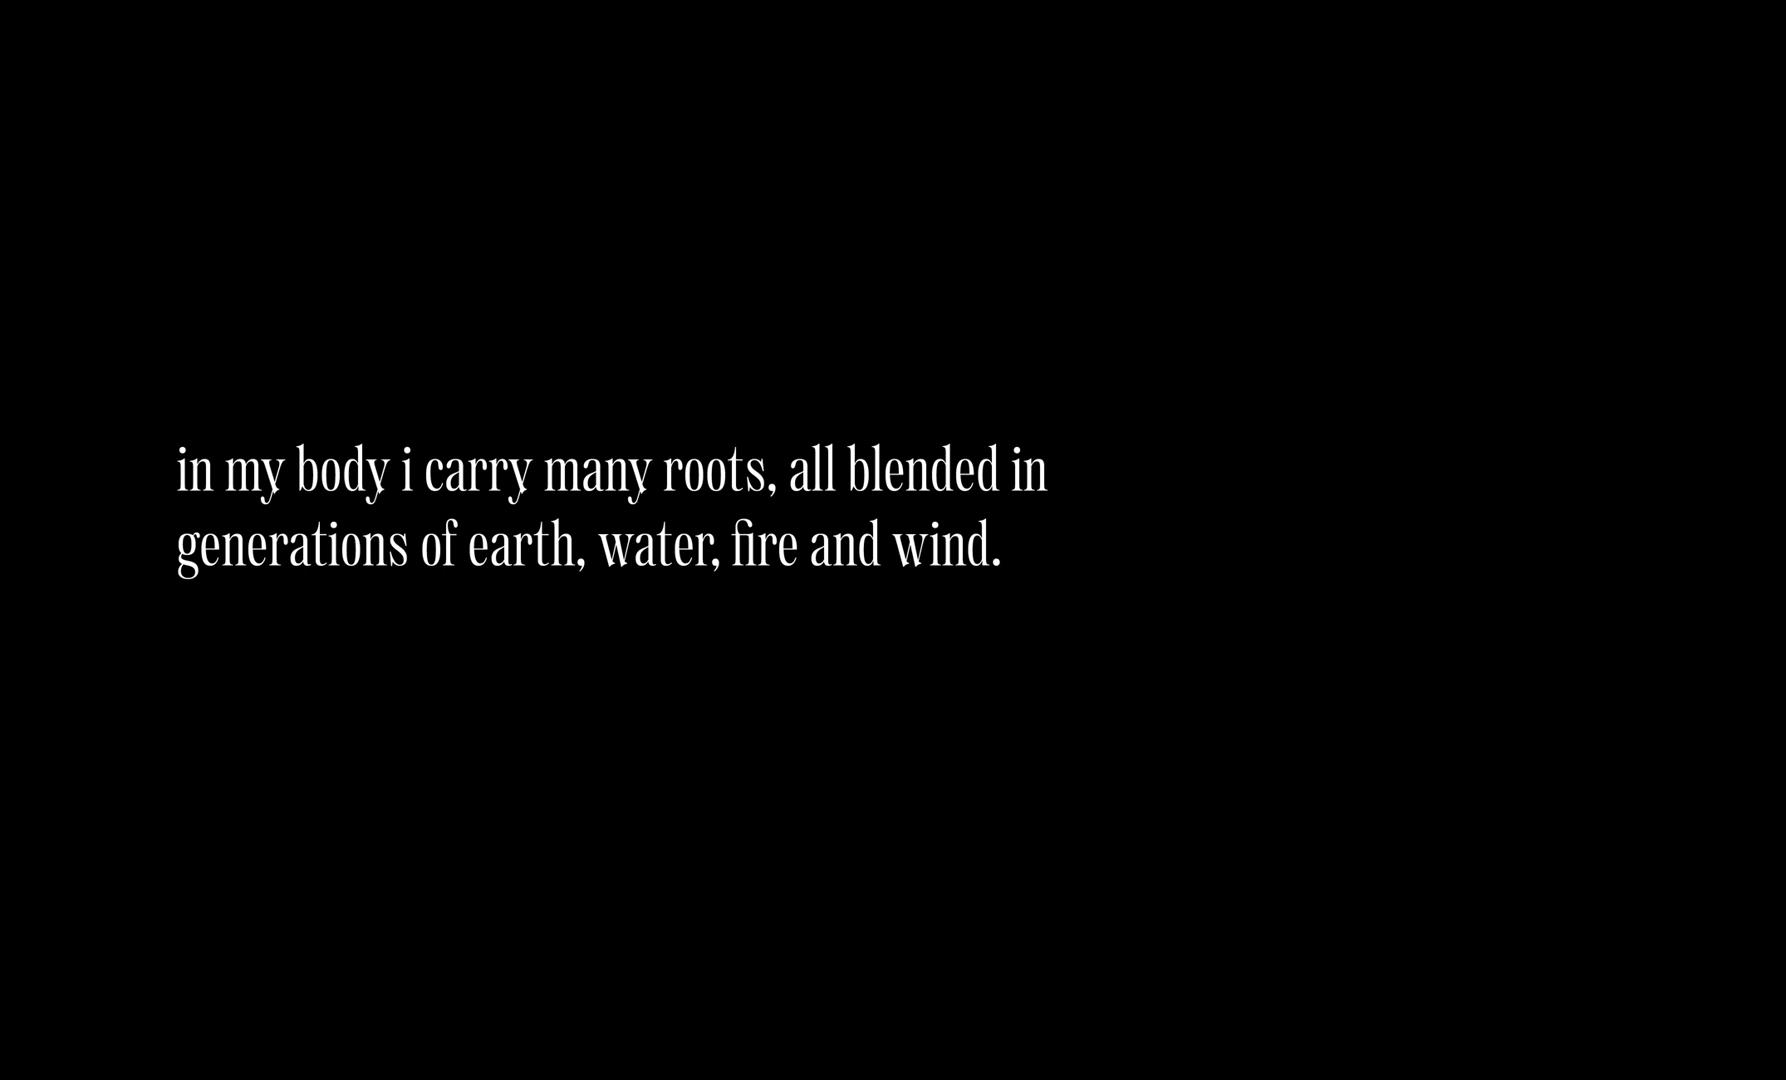 in my body i carry many roots, all blended in
generations of earth, water, fire and wind.